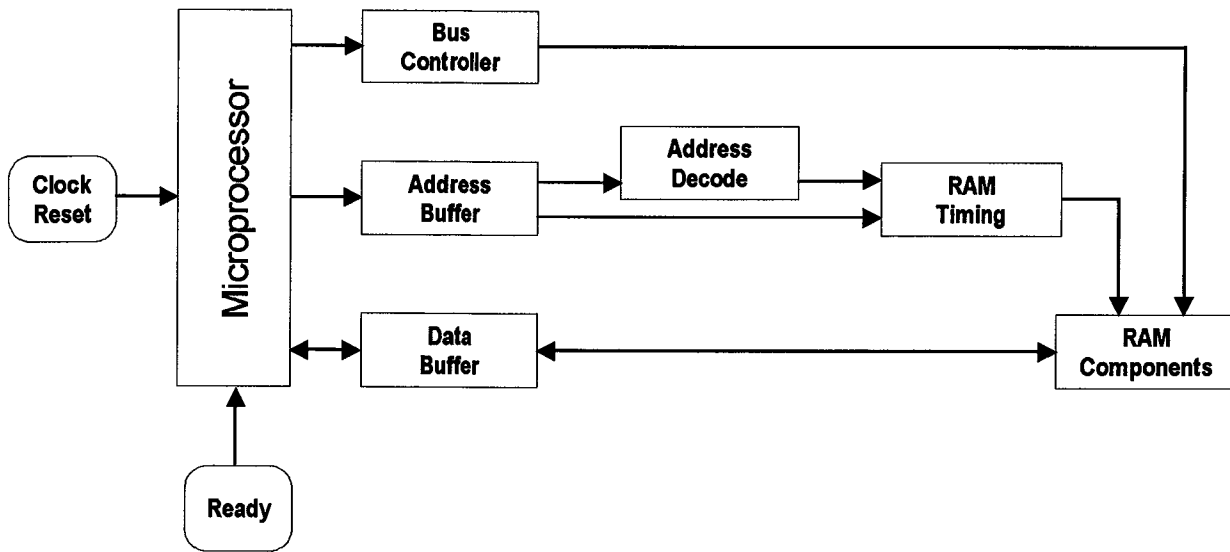 Bus
Controller
Microprocessor
Clock
Reset
Address
Buffer
Address
Decode
RAM
Timing
Data
Buffer
RAM
Components
Ready